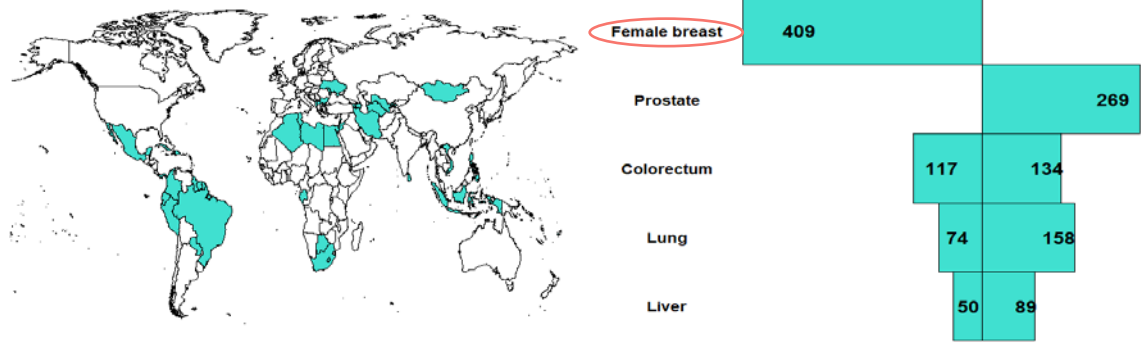 Female breast 409
Prostate 269
Colorectum 117 134
Lung 74 158
Liver 50 89